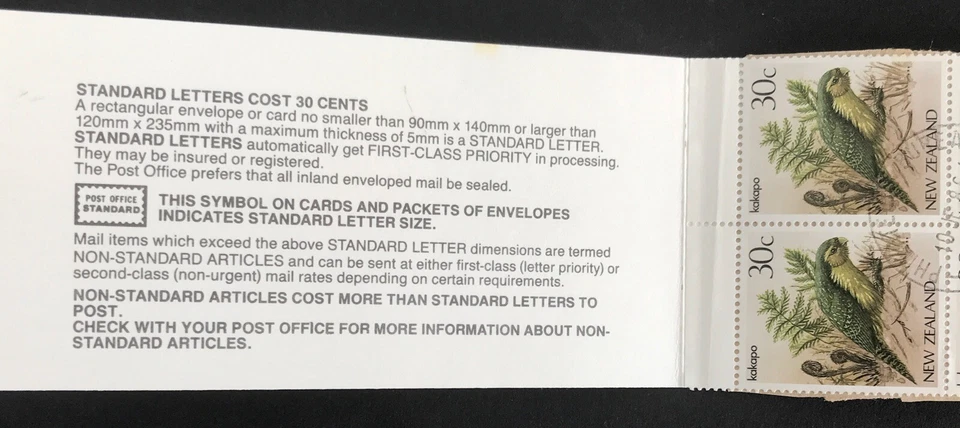 STANDARD LETTERS COST 30 CENTS
A rectangular envelope or card no smaller than 90mm x 140mm or larger than
120mm x 235mm with a maximum thickness of 5mm is a STANDARD LETTER.
STANDARD LETTERS automatically get FIRST-CLASS PRIORITY in processing.
They may be insured or registered.
The Post Office prefers that all inland enveloped mail be sealed.
POST OFFICE
STANDARD
THIS SYMBOL ON CARDS AND PACKETS OF ENVELOPES
INDICATES STANDARD LETTER SIZE.
Mail items which exceed the above STANDARD LETTER dimensions are termed
NON-STANDARD ARTICLES and can be sent at either first-class (letter priority) or
second-class (non-urgent) mail rates depending on certain requirements.
NON-STANDARD ARTICLES COST MORE THAN STANDARD LETTERS TO
POST.
CHECK WITH YOUR POST OFFICE FOR MORE INFORMATION ABOUT NON-
STANDARD ARTICLES.
30c
kakapo
NEW ZEALAND
30c
kakapo
NEW ZEALAND